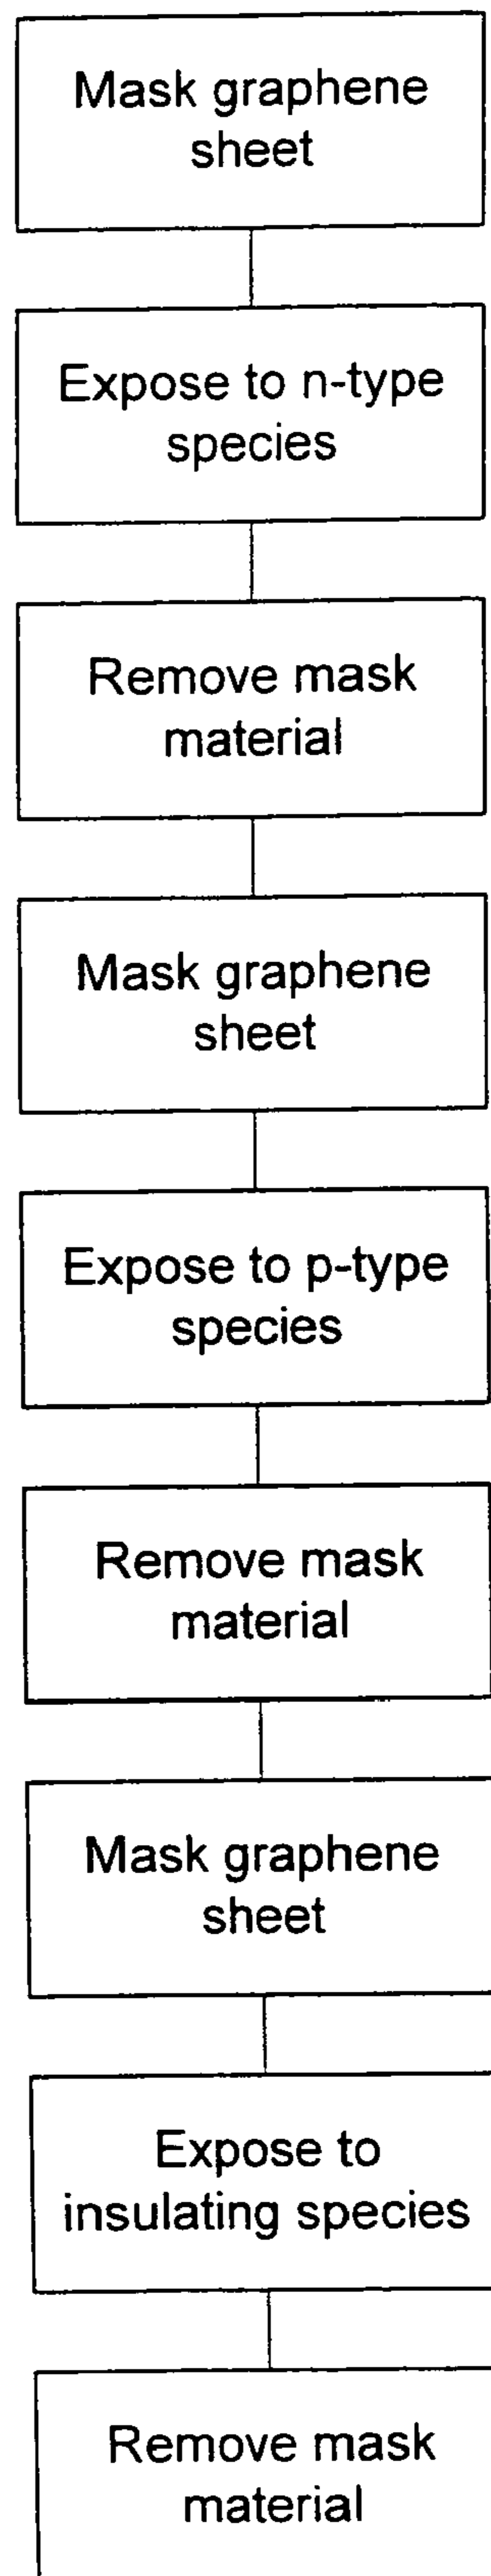 Mask graphene
sheet
Expose to n-type
species
Remove mask
material
Mask graphene
sheet
Expose to p-type
species
Remove mask
material
Mask graphene
sheet
Expose to
insulating species
Remove mask
material